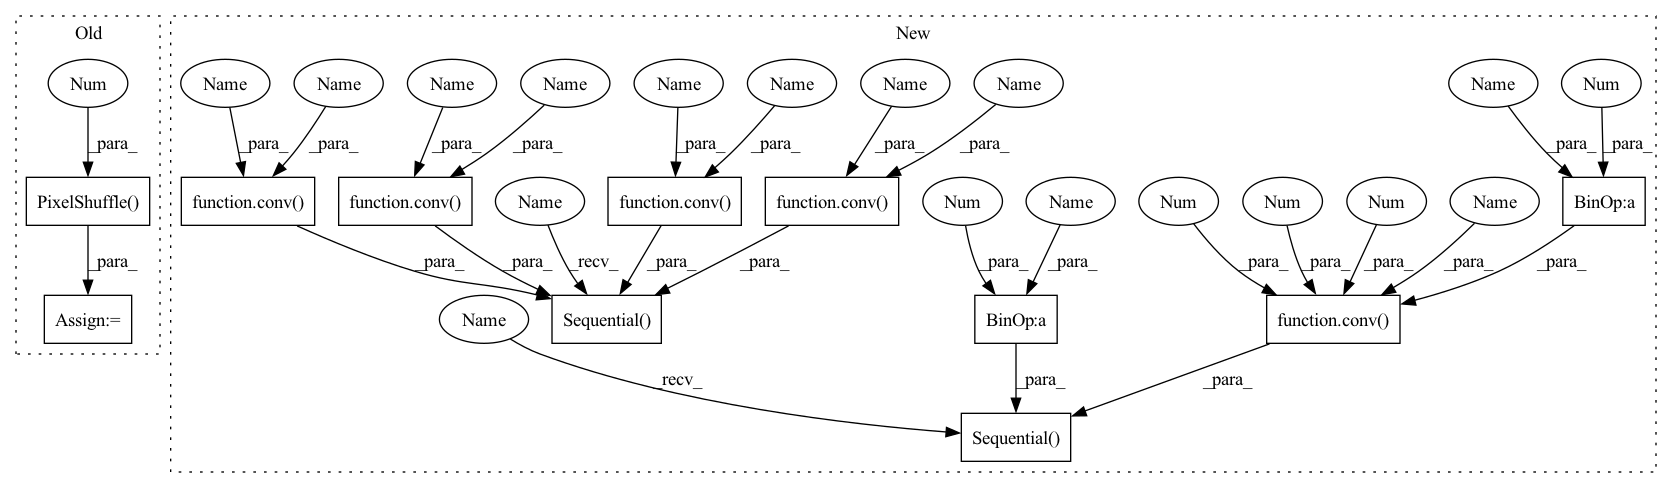 Old
New
Num
Name
Name
Name
Name
Name
Name
Name
Name
Name
Num
_para_
_para_
_para_
_para_
_para_
_para_
_para_
_para_
_para_
_para_
_para_
PixelShuffle()
function.conv()
function.conv()
Name
function.conv()
function.conv()
Num
Name
Num
Num
Num
Name
BinOp:a
_para_
_para_
_para_
_recv_
_para_
_para_
_para_
_para_
_para_
_para_
_para_
_para_
_para_
Assign:=
Name
Sequential()
BinOp:a
function.conv()
_recv_
_para_
_para_
Sequential()